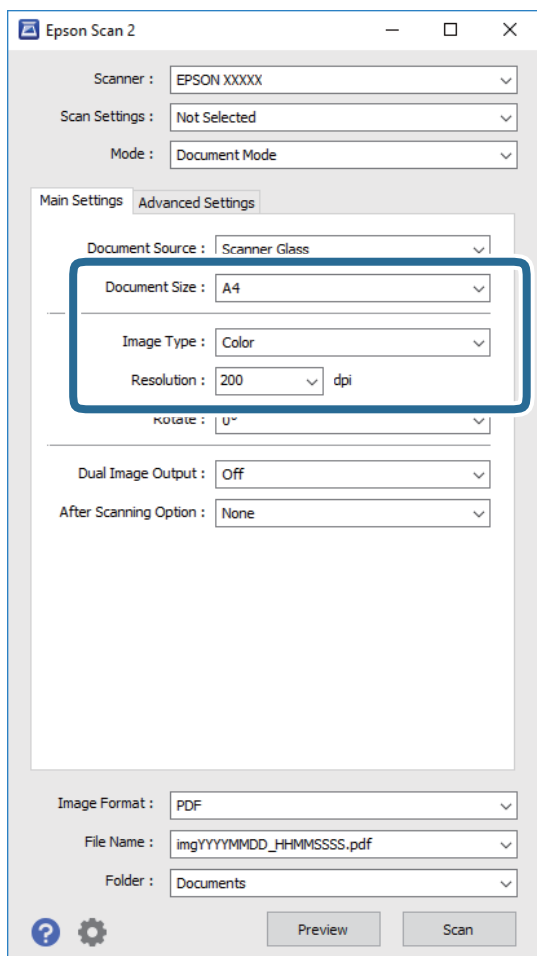 Epson Scan 2
Scanner : EPSON XXXXX
Scan Settings : Not Selected
Mode : Document Mode
Main Settings Advanced Settings
Document Source : Scanner Glass
Document Size : A4
Image Type : Color
Resolution : 200 dpi
Rotate : 0°
Dual Image Output : Off
After Scanning Option : None
Image Format : PDF
File Name : imgYYYYMMDD_HHMMSSSS.pdf
Folder : Documents
? Preview Scan